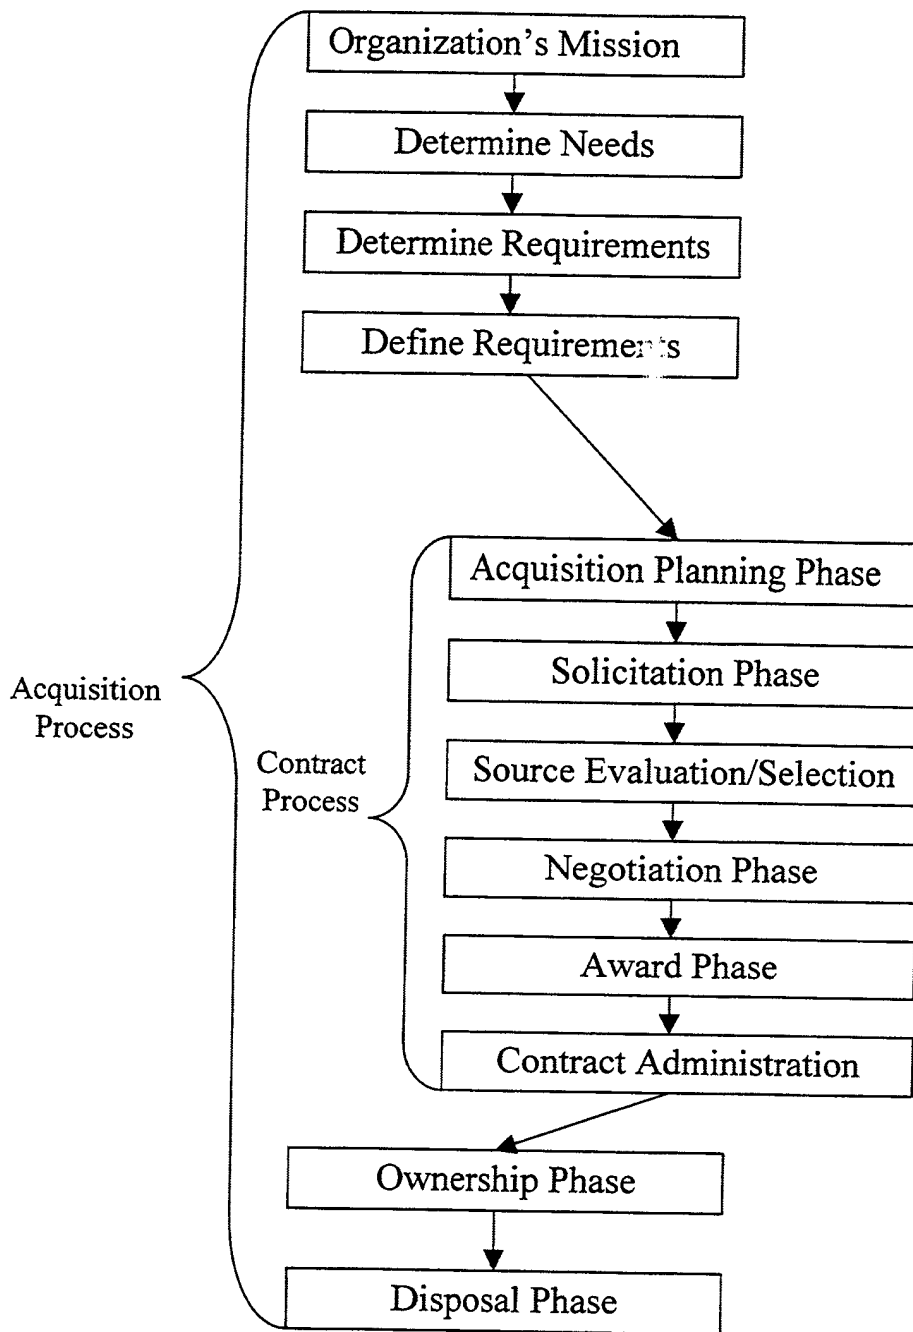 Organization's Mission
Determine Needs
Determine Requirements
Define Requirements
Acquisition Planning Phase
Solicitation Phase
Acquisition
Process
Contract
Process
Source Evaluation/Selection
Negotiation Phase
Award Phase
Contract Administration
Ownership Phase
Disposal Phase